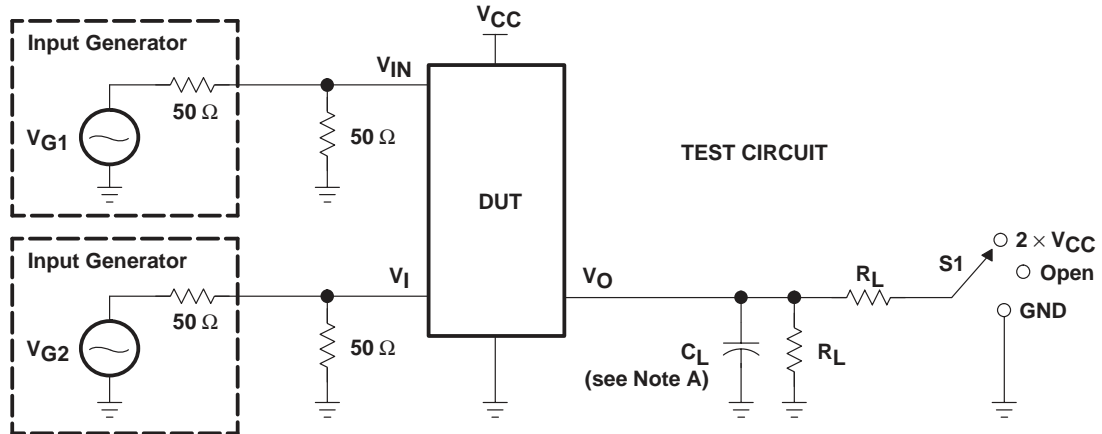 Input Generator
VG1
50 Ω
50 Ω
VIN
VCC
DUT
TEST CIRCUIT
Input Generator
VG2
50 Ω
50 Ω
VI
VO
CL
(see Note A)
RL
RL
S1
2 × VCC
Open
GND